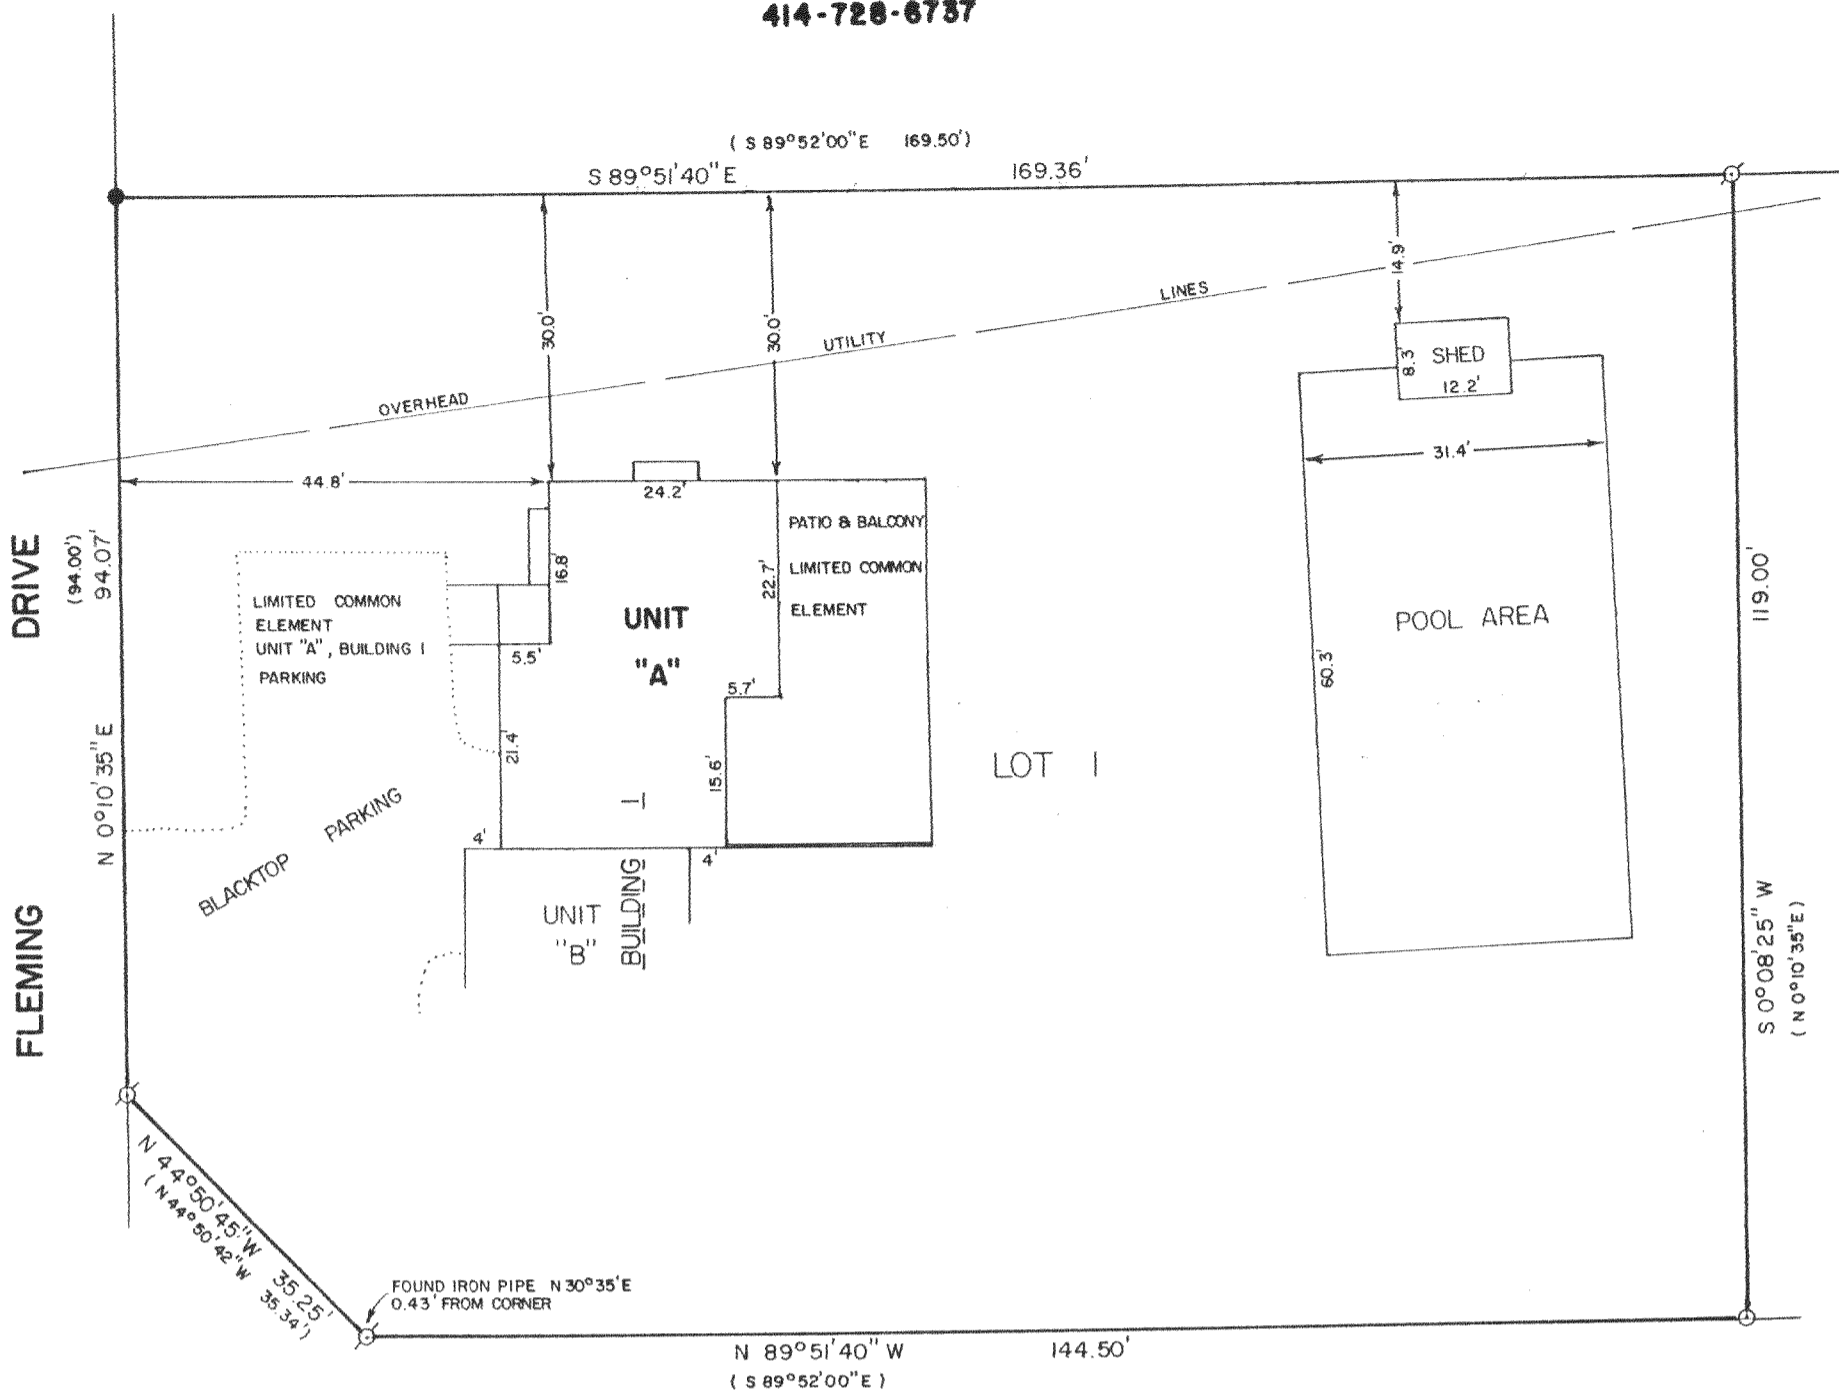 414-728-6737
( S 89°52'00"E 169.50')
S 89°51'40" E 169.36'
14.9'
30.0'
30.0'
OVERHEAD UTILITY LINES
8.3'
SHED
12.2'
31.4'
44.8'
24.2'
PATIO & BALCONY
LIMITED COMMON
ELEMENT
16.8'
22.7'
UNIT
"A"
LIMITED COMMON
ELEMENT
UNIT "A", BUILDING 1
PARKING
5.5'
5.7'
21.4'
15.6'
4'
4'
BLACKTOP PARKING
UNIT
"B"
BUILDING 1
LOT 1
POOL AREA
60.3'
FLEMING DRIVE
(94.00')
N 0°10'35" E 94.07'
119.00'
S 0°08'25" W
( N 0°10'35"E )
N 44°50'45"W 35.25'
( N 44°50'42"W 35.34')
FOUND IRON PIPE N 30°35'E
0.43' FROM CORNER
N 89°51'40" W 144.50'
( S 89°52'00"E )